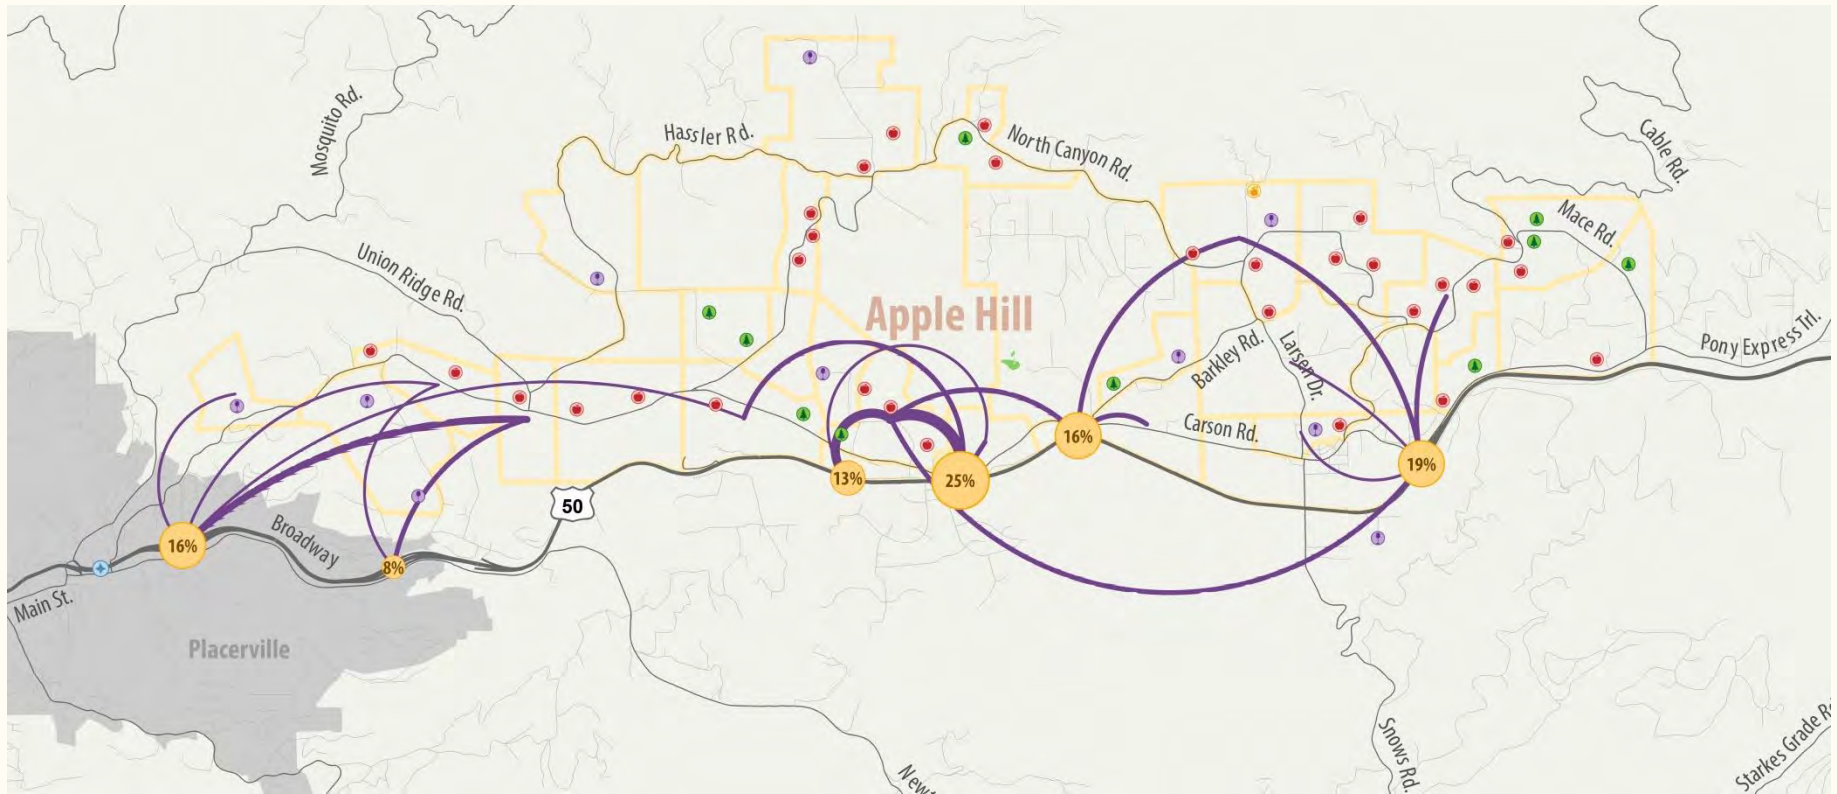 Mosquito Rd.
Hassler Rd.
North Canyon Rd.
Cable Rd.
Mace Rd.
Union Ridge Rd.
Apple Hill
Pony Express Trl.
Barkley Rd.
Larsen Dr.
Carson Rd.
16%
13%
25%
19%
50
16%
Broadway
8%
Main St.
Placerville
Snows Rd.
Starkes Grade